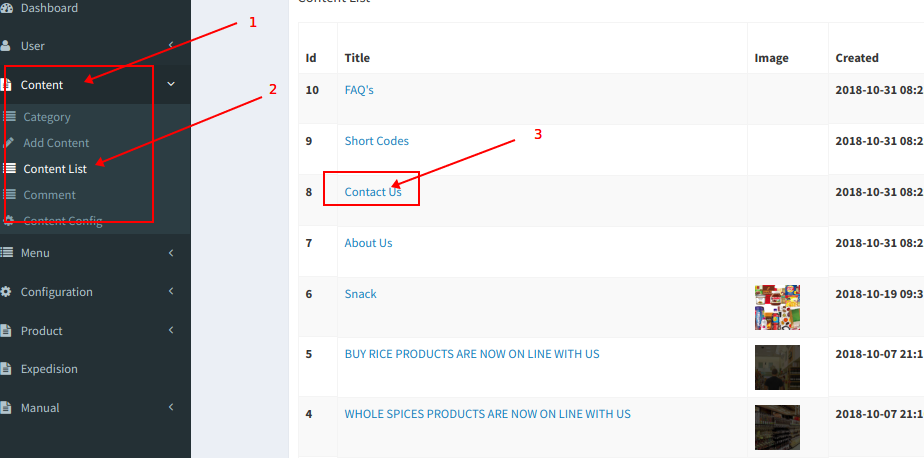 Content List
Dashboard
1
User
Content
2
Category
Add Content
Content List
Comment
Content Config
Menu
Configuration
Product
Expedision
Manual
Id Title Image Created
10 FAQ's 2018-10-31 08:2
9 Short Codes 2018-10-31 08:2
3
8 Contact Us 2018-10-31 08:2
7 About Us 2018-10-31 08:2
6 Snack 2018-10-19 09:3
5 BUY RICE PRODUCTS ARE NOW ON LINE WITH US 2018-10-07 21:1
4 WHOLE SPICES PRODUCTS ARE NOW ON LINE WITH US 2018-10-07 21:1